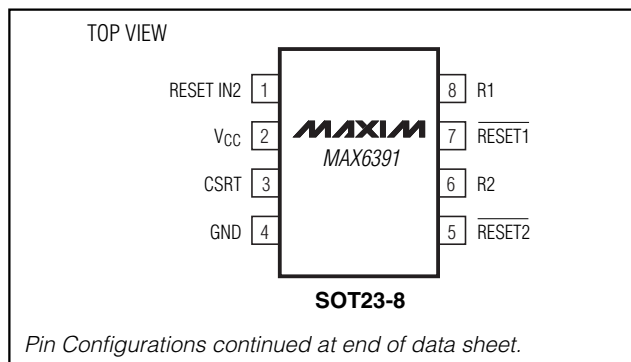 TOP VIEW
RESET IN2 1
8 R1
VCC 2
MAXIM
7 RESET1
MAX6391
CSRT 3
6 R2
GND 4
5 RESET2
SOT23-8
Pin Configurations continued at end of data sheet.